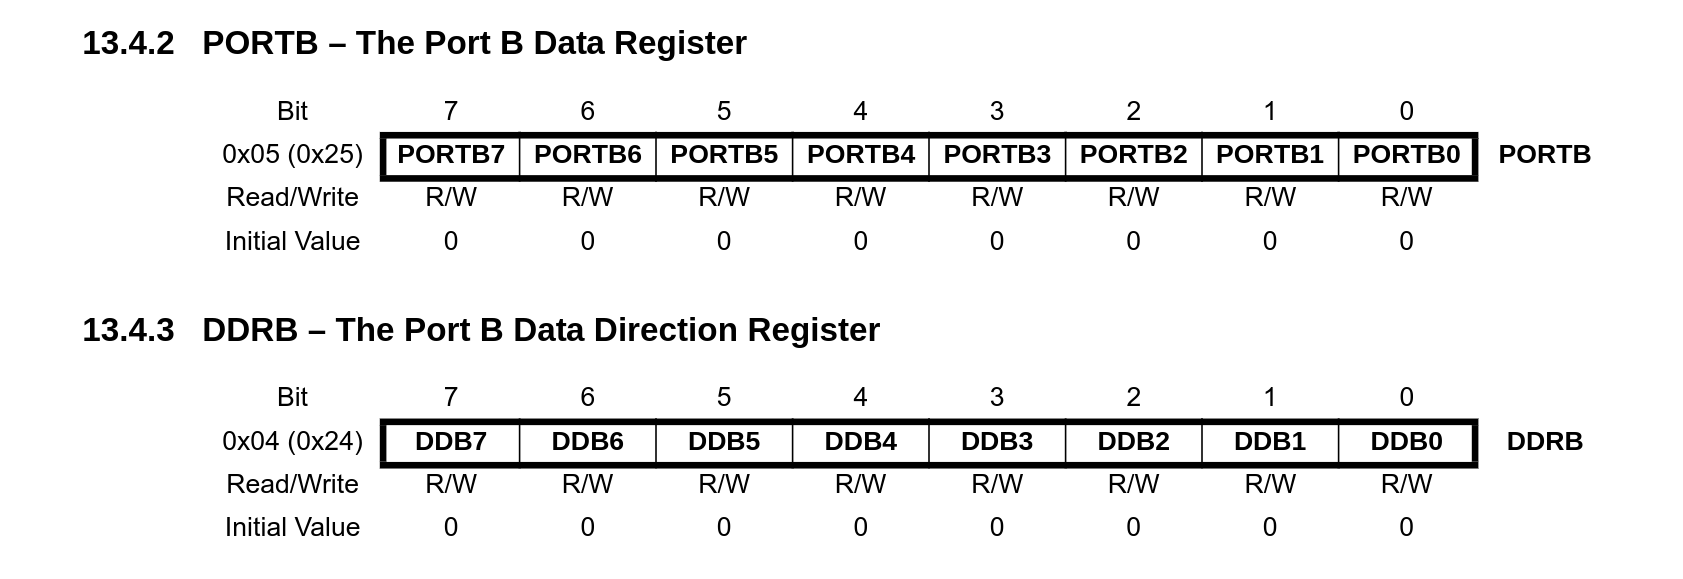 13.4.2 PORTB – The Port B Data Register
Bit 7 6 5 4 3 2 1 0
0x05 (0x25) PORTB7 PORTB6 PORTB5 PORTB4 PORTB3 PORTB2 PORTB1 PORTB0 PORTB
Read/Write R/W R/W R/W R/W R/W R/W R/W R/W
Initial Value 0 0 0 0 0 0 0 0
13.4.3 DDRB – The Port B Data Direction Register
Bit 7 6 5 4 3 2 1 0
0x04 (0x24) DDB7 DDB6 DDB5 DDB4 DDB3 DDB2 DDB1 DDB0 DDRB
Read/Write R/W R/W R/W R/W R/W R/W R/W R/W
Initial Value 0 0 0 0 0 0 0 0